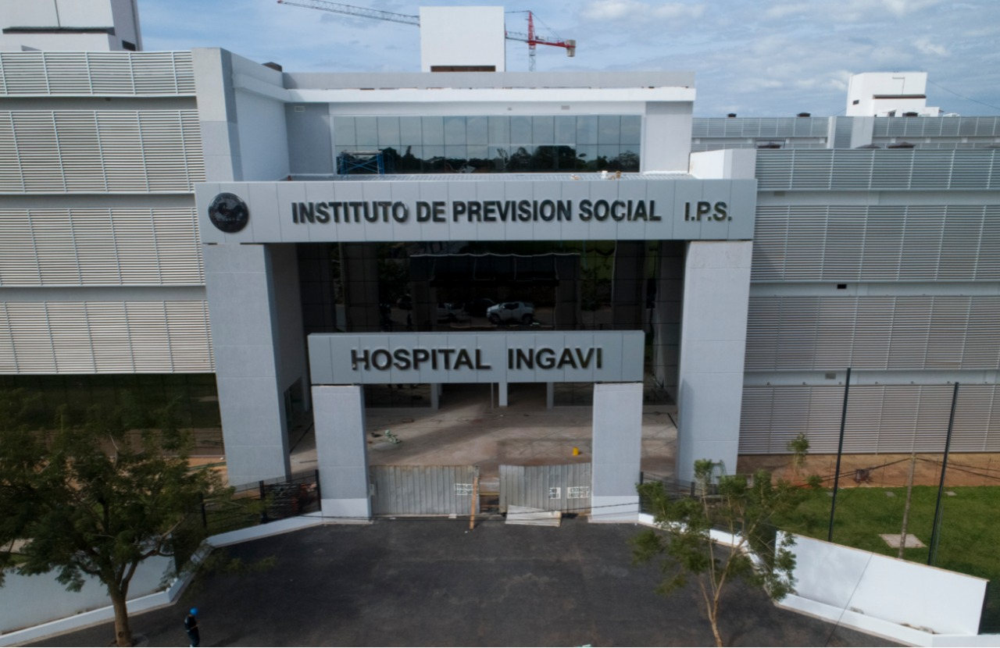 INSTITUTO DE PREVISION SOCIAL I.P.S.
HOSPITAL INGAVI